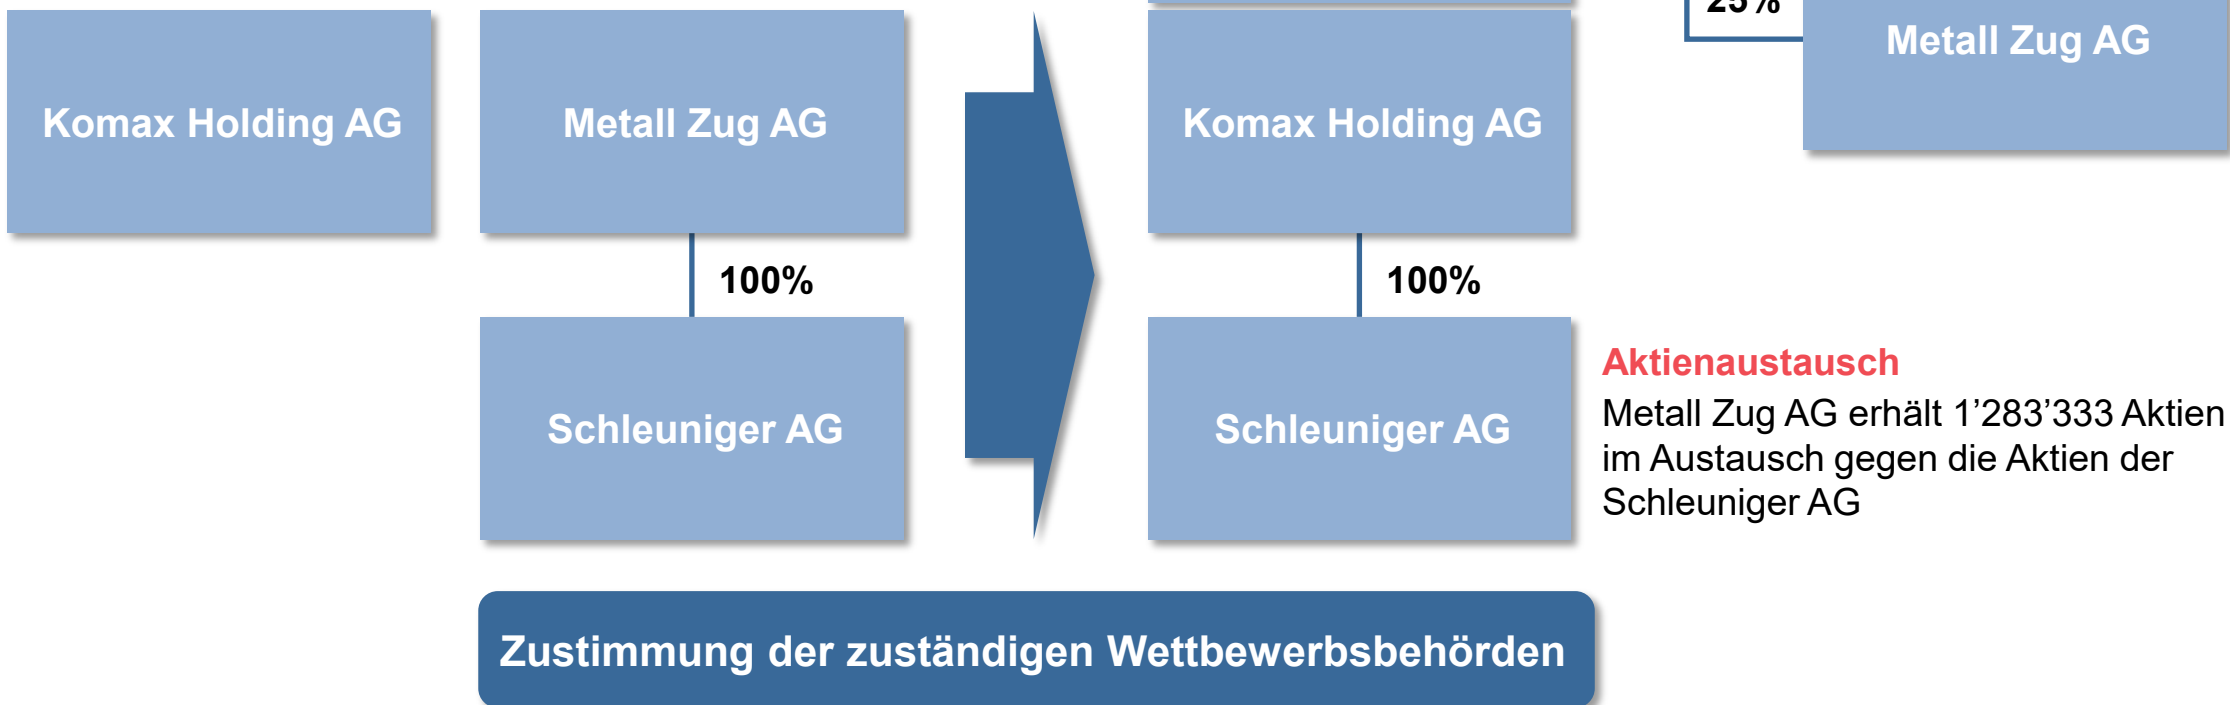 25%
Metall Zug AG
Komax Holding AG
Metall Zug AG
Komax Holding AG
100%
100%
Schleuniger AG
Schleuniger AG
Aktienaustausch
Metall Zug AG erhält 1’283’333 Aktien
im Austausch gegen die Aktien der
Schleuniger AG
Zustimmung der zuständigen Wettbewerbsbehörden